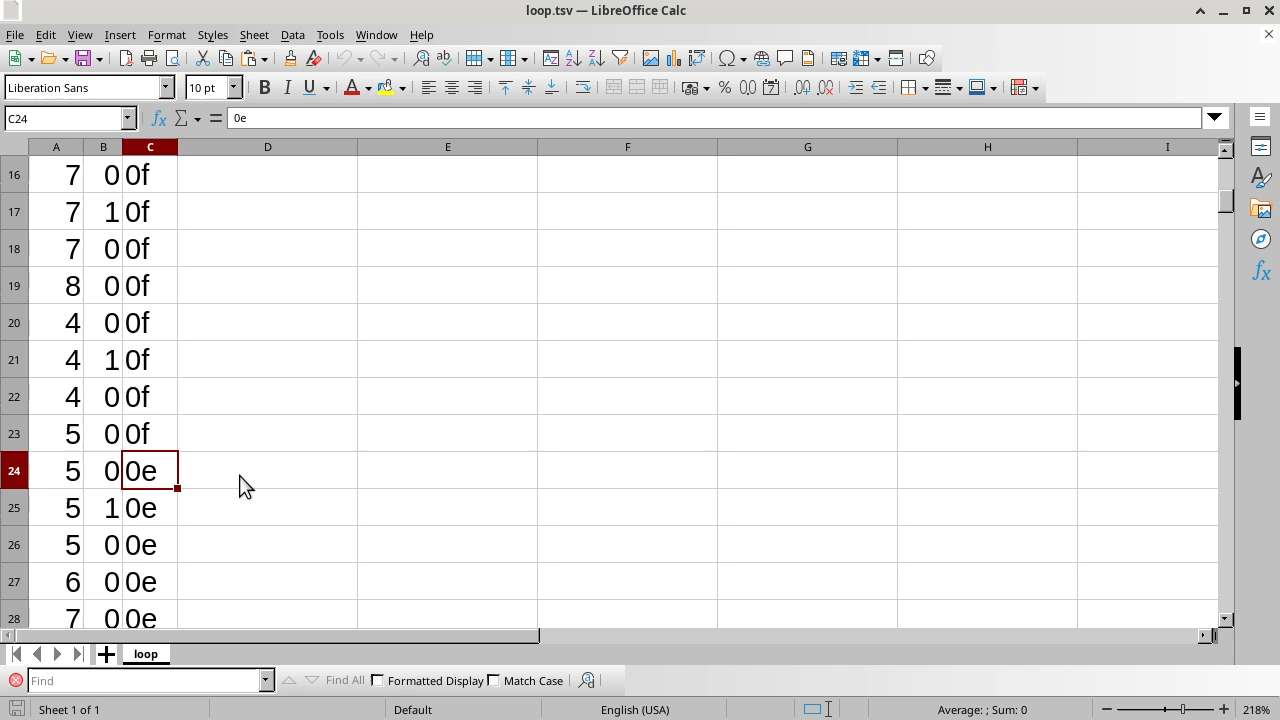 loop.tsv — LibreOffice Calc
File Edit View Insert Format Styles Sheet Data Tools Window Help
Liberation Sans 10 pt
C24 0e
A B C D E F G H I
16 7 0 0f
17 7 1 0f
18 7 0 0f
19 8 0 0f
20 4 0 0f
21 4 1 0f
22 4 0 0f
23 5 0 0f
24 5 0 0e
25 5 1 0e
26 5 0 0e
27 6 0 0e
28 7 0 0e
loop
Find Find All Formatted Display Match Case
Sheet 1 of 1 Default English (USA) Average: ; Sum: 0 218%